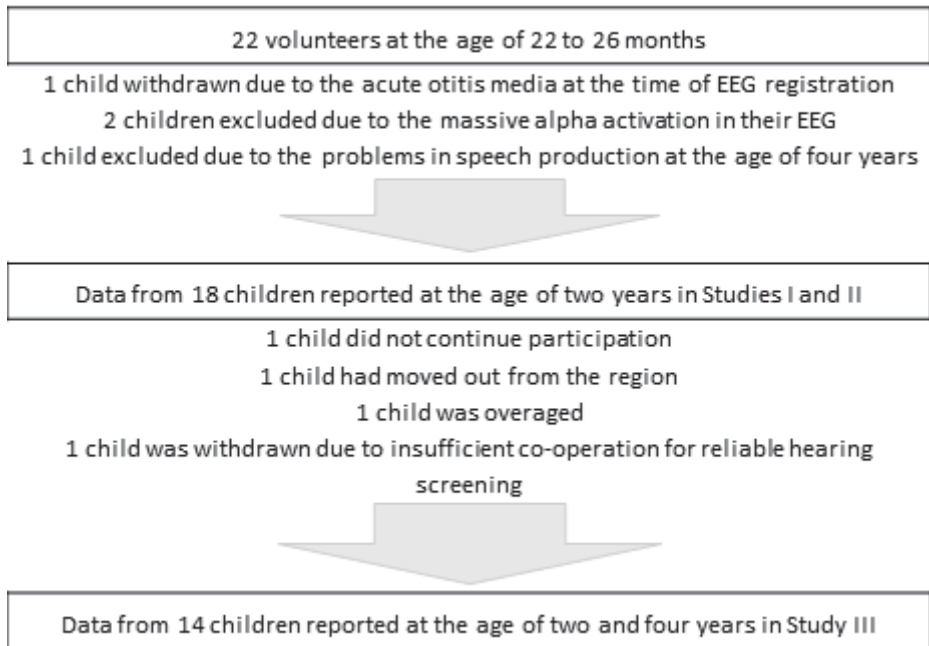 22 volunteers at the age of 22 to 26 months
1 child withdrawn due to the acute otitis media at the time of EEG registration
2 children excluded due to the massive alpha activation in their EEG
1 child excluded due to the problems in speech production at the age of four years
Data from 18 children reported at the age of two years in Studies I and II
1 child did not continue participation
1 child had moved out from the region
1 child was overaged
1 child was withdrawn due to insufficient co-operation for reliable hearing
screening
Data from 14 children reported at the age of two and four years in Study III